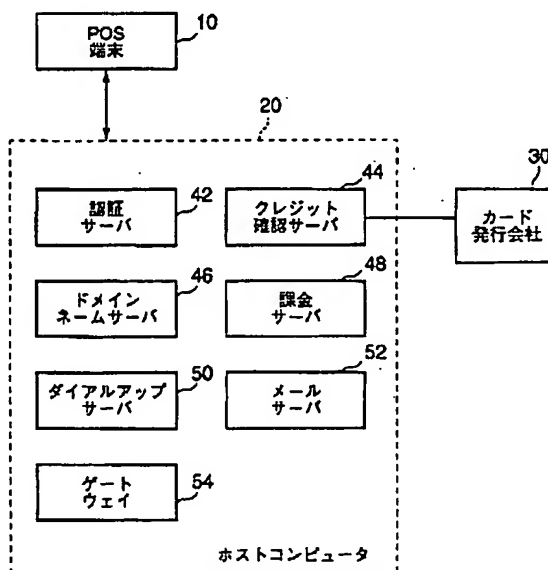 POS
端末
10
20
認証
サーバ
42
クレジット
確認サーバ
44
カード
発行会社
30
ドメイン
ネームサーバ
46
課金
サーバ
48
ダイアルアップ
サーバ
50
メール
サーバ
52
ゲート
ウェイ
54
ホストコンピュータ